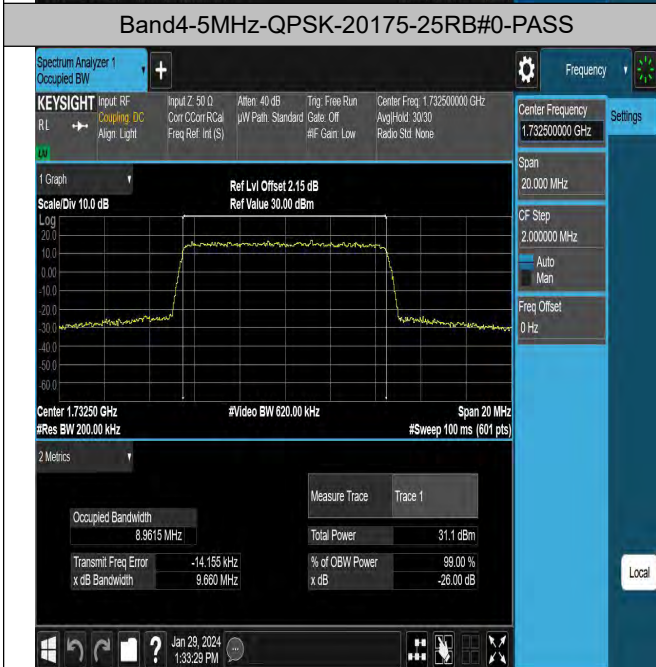 Band4-5MHz-QPSK-20175-25RB#0-PASS
Spectrum Analyzer 1
Occupied BW
+
Frequency
KEYSIGHT
RL
Input: RF
Coupling: DC
Align: Light
Input Z: 50 Ω
Corr CCorr RCal
Freq Ref: Int (S)
Atten: 40 dB
µW Path: Standard
Trig: Free Run
Gate: Off
#IF Gain: Low
Center Freq: 1.732500000 GHz
Avg|Hold: 30/30
Radio Std: None
Center Frequency
1.732500000 GHz
Settings
Span
20.000 MHz
CF Step
2.000000 MHz
Auto
Man
Freq Offset
0 Hz
1 Graph
Scale/Div 10.0 dB
Ref Lvl Offset 2.15 dB
Ref Value 30.00 dBm
Log
20.0
10.0
0.00
-10.0
-20.0
-30.0
-40.0
-50.0
-60.0
Center 1.73250 GHz
#Res BW 200.00 kHz
#Video BW 620.00 kHz
Span 20 MHz
#Sweep 100 ms (601 pts)
2 Metrics
Measure Trace Trace 1
Occupied Bandwidth
8.9615 MHz
Total Power 31.1 dBm
Transmit Freq Error -14.155 kHz
% of OBW Power 99.00 %
x dB Bandwidth 9.660 MHz
x dB -26.00 dB
Local
?
Jan 29, 2024
1:33:29 PM